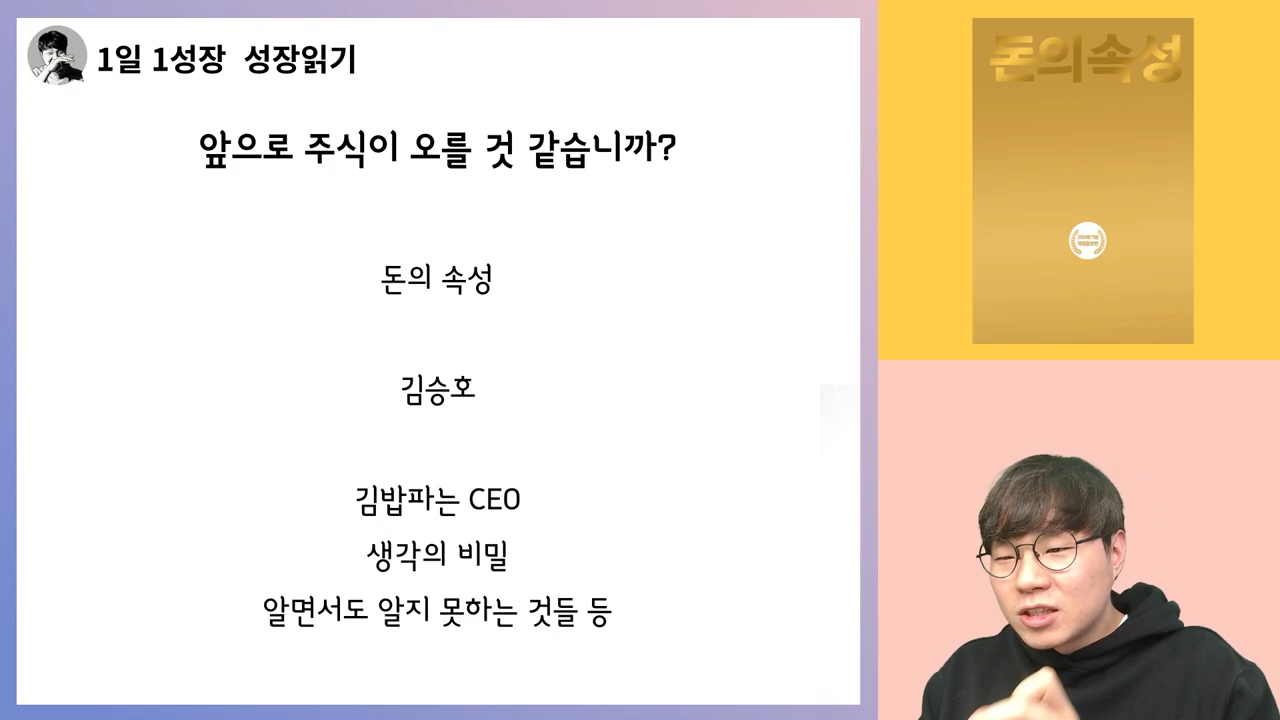 1일 1성장 성장읽기
앞으로 주식이 오를 것 같습니까?
돈의 속성
김승호
김밥파는 CEO
생각의 비밀
알면서도 알지 못하는 것들 등
돈의 속성